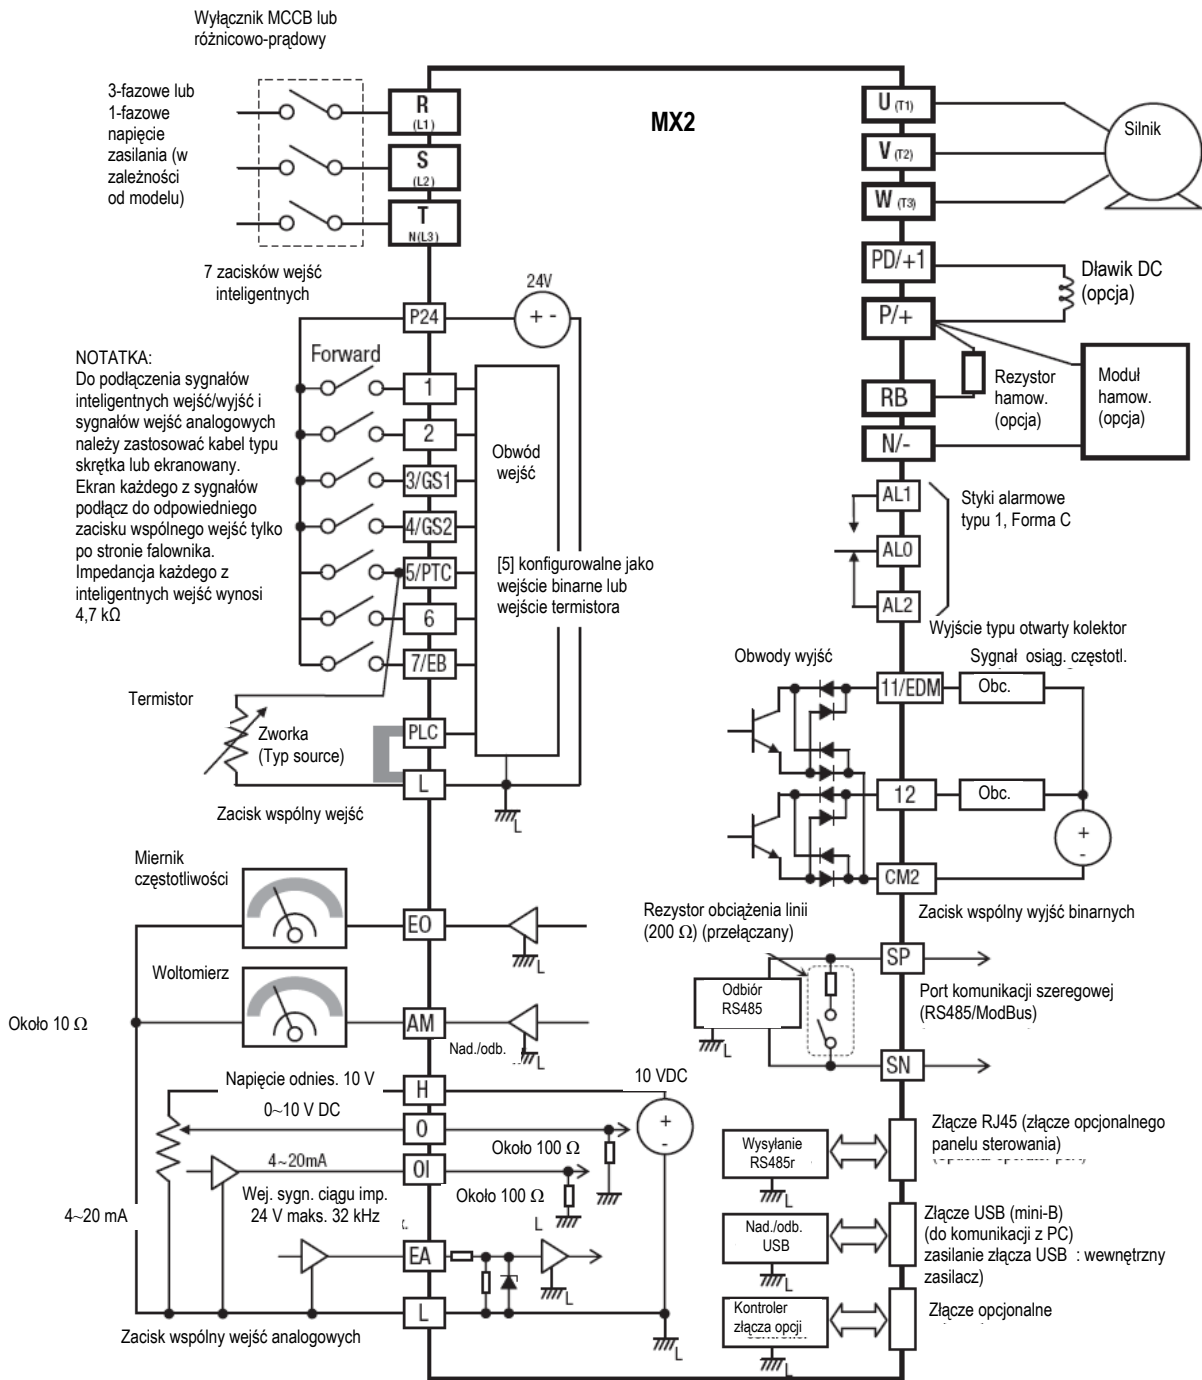 Wyłącznik MCCB lub
różnicowo-prądowy
3-fazowe lub
1-fazowe
napięcie
zasilania (w
zależności
od modelu)
R
(L1)
S
(L2)
T
N(L3)
MX2
U (T1)
V (T2)
W (T3)
Silnik
PD/+1
P/+
RB
N/-
Dławik DC
(opcja)
Rezystor
hamow.
(opcja)
Moduł
hamow.
(opcja)
7 zacisków wejść
inteligentnych
P24
24V
+ -
NOTATKA:
Do podłączenia sygnałów
inteligentnych wejść/wyjść i
sygnałów wejść analogowych
należy zastosować kabel typu
skrętka lub ekranowany.
Ekran każdego z sygnałów
podłącz do odpowiedniego
zacisku wspólnego wejść tylko
po stronie falownika.
Impedancja każdego z
inteligentnych wejść wynosi
4,7 kΩ
Forward
1
2
3/GS1
4/GS2
5/PTC
6
7/EB
PLC
L
Obwód
wejść
[5] konfigurowalne jako
wejście binarne lub
wejście termistora
Termistor
Zworka
(Typ source)
Zacisk wspólny wejść
L
AL1
AL0
AL2
Styki alarmowe
typu 1, Forma C
Wyjście typu otwarty kolektor
Obwody wyjść
Sygnał osiąg. częstotl.
11/EDM
Obc.
12
Obc.
+
-
CM2
Zacisk wspólny wyjść binarnych
Miernik
częstotliwości
EO
L
Woltomierz
Około 10 Ω
AM
Nad./odb.
L
Rezystor obciążenia linii
(200 Ω) (przełączany)
SP
Odbiór
RS485
L
SN
Port komunikacji szeregowej
(RS485/ModBus)
Napięcie odnies. 10 V
H
10 VDC
+
-
0~10 V DC
O
Około 100 Ω
4~20mA
OI
Około 100 Ω
Wej. sygn. ciągu imp.
24 V maks. 32 kHz
4~20 mA
L
EA
L
L
L
Zacisk wspólny wejść analogowych
Wysyłanie
RS485r
L
Złącze RJ45 (złącze opcjonalnego
panelu sterowania)
Nad./odb.
USB
L
Złącze USB (mini-B)
(do komunikacji z PC)
zasilanie złącza USB : wewnętrzny
zasilacz)
Kontroler
złącza opcji
L
Złącze opcjonalne